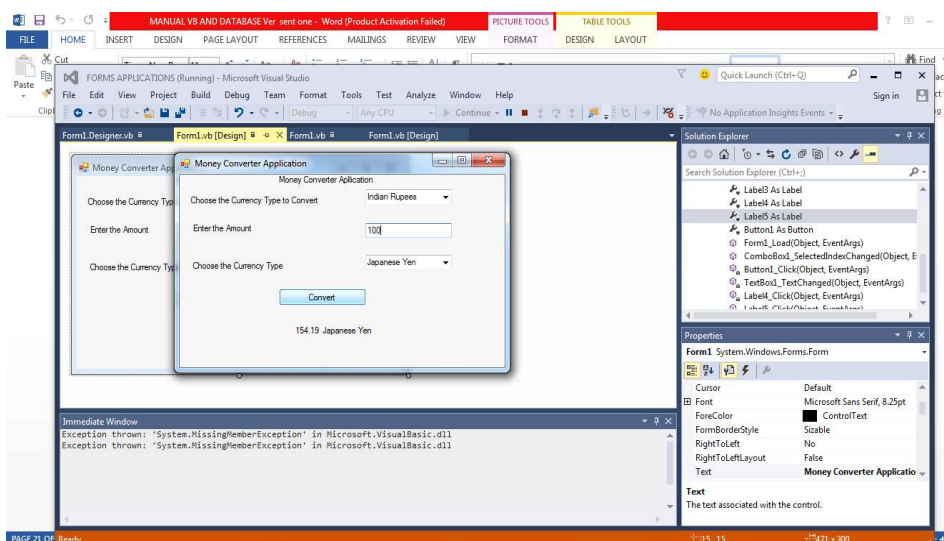 MANUAL VB AND DATABASE Ver sent one - Word (Product Activation Failed)
PICTURE TOOLS TABLE TOOLS
FILE HOME INSERT DESIGN PAGE LAYOUT REFERENCES MAILINGS REVIEW VIEW FORMAT DESIGN LAYOUT
Cut
Find
Paste
FORMS APPLICATIONS (Running) - Microsoft Visual Studio
Quick Launch (Ctrl+Q)
File Edit View Project Build Debug Team Format Tools Test Analyze Window Help
Sign in
Debug Any CPU Continue No Application Insights Events
Form1.Designer.vb Form1.vb [Design] Form1.vb Form1.vb [Design]
Money Converter App
Choose the Currency Typ
Enter the Amount
Choose the Currency Typ
Money Converter Application
Money Converter Apllication
Choose the Currency Type to Convert Indian Rupees
Enter the Amount 100
Choose the Currency Type Japanese Yen
Convert
154.19 Japanese Yen
Solution Explorer
Search Solution Explorer (Ctrl+;)
Label3 As Label
Label4 As Label
Label5 As Label
Button1 As Button
Form1_Load(Object, EventArgs)
ComboBox1_SelectedIndexChanged(Object, E
Button1_Click(Object, EventArgs)
TextBox1_TextChanged(Object, EventArgs)
Label4_Click(Object, EventArgs)
Label5_Click(Object, EventArgs)
Properties
Form1 System.Windows.Forms.Form
Cursor Default
Font Microsoft Sans Serif, 8.25pt
ForeColor ControlText
FormBorderStyle Sizable
RightToLeft No
RightToLeftLayout False
Text Money Converter Applicatio
Text
The text associated with the control.
Immediate Window
Exception thrown: 'System.MissingMemberException' in Microsoft.VisualBasic.dll
Exception thrown: 'System.MissingMemberException' in Microsoft.VisualBasic.dll
PAGE 21 OF Ready 15, 15 471 x 300